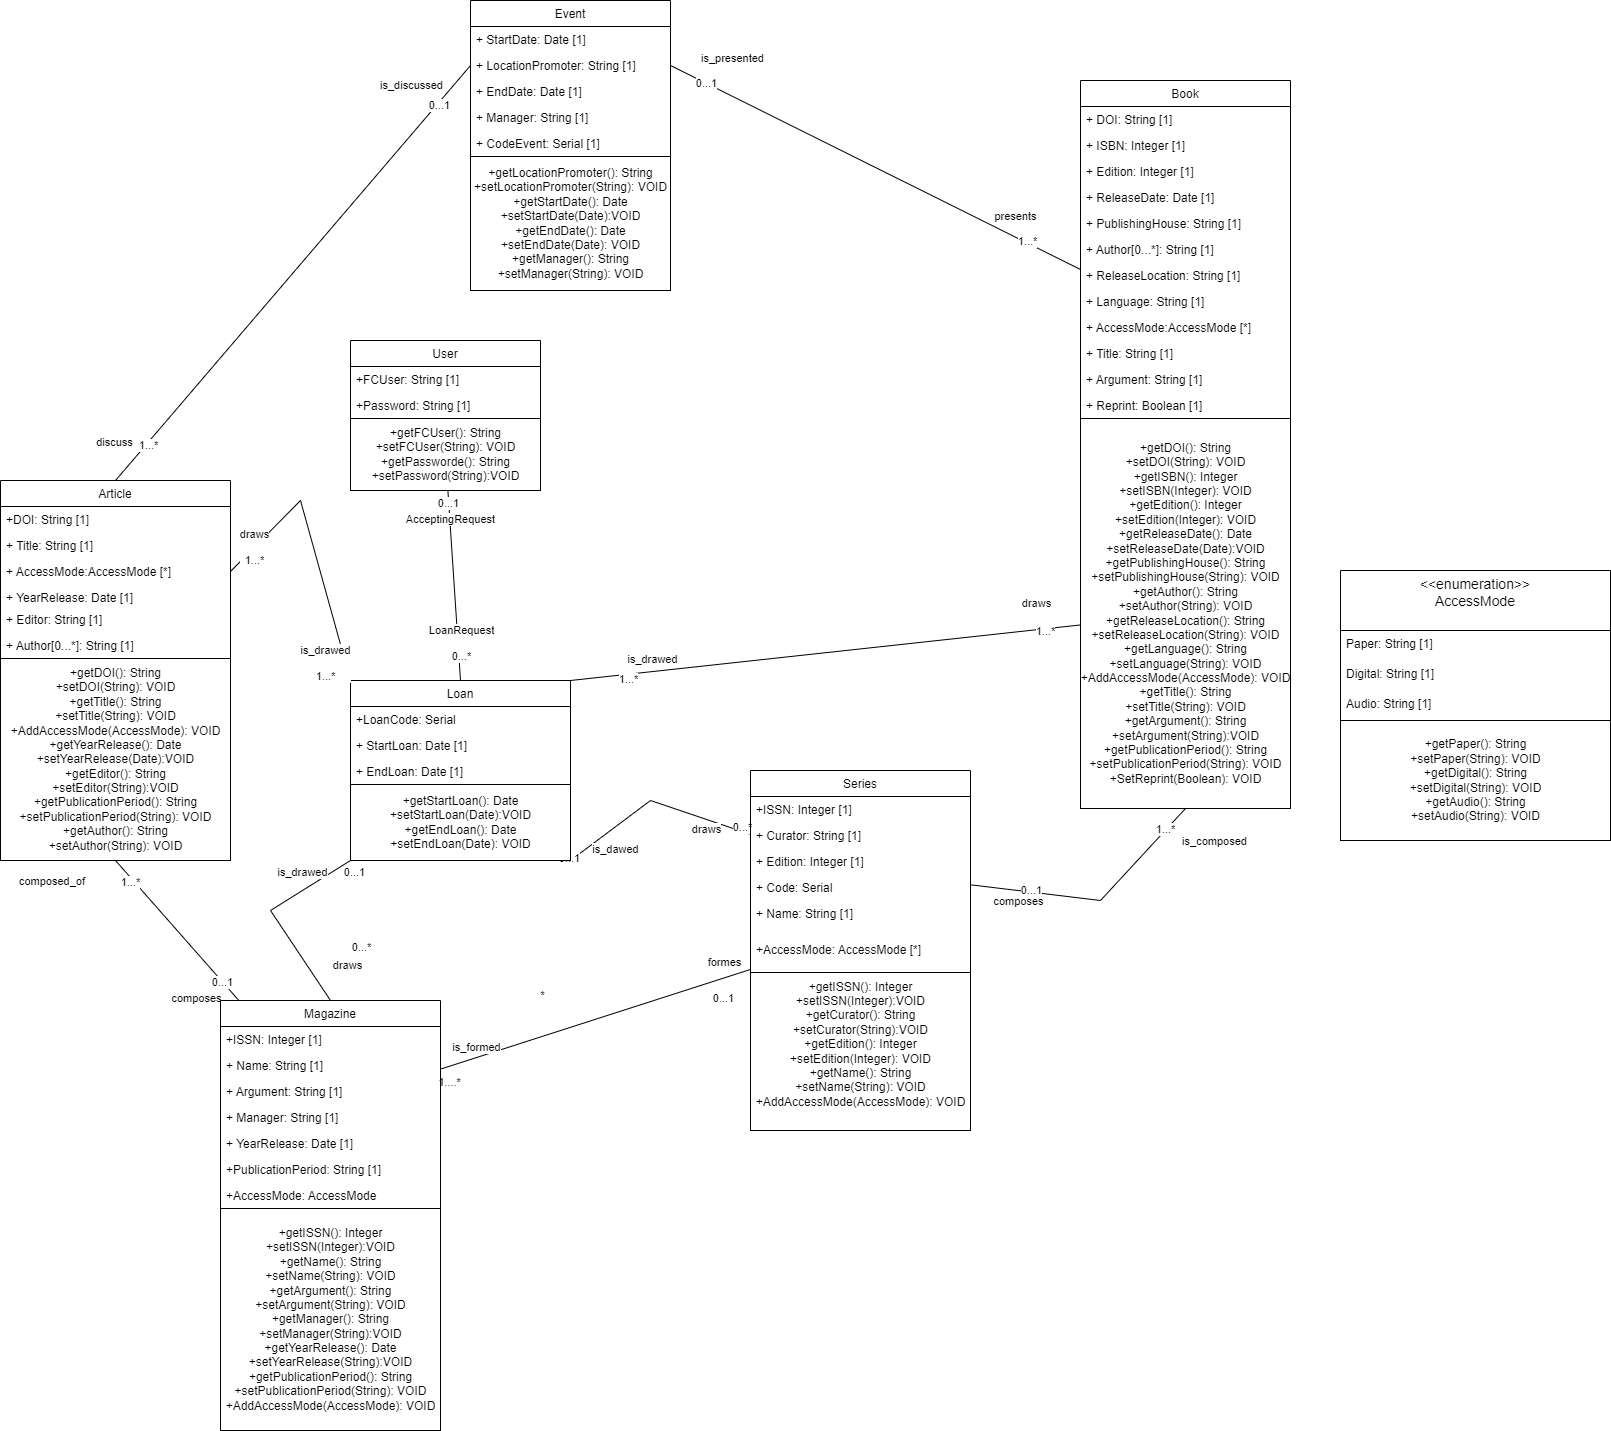 Event
+ StartDate: Date [1]
+ LocationPromoter: String [1]
+ EndDate: Date [1]
+ Manager: String [1]
+ CodeEvent: Serial [1]
+getLocationPromoter(): String
+setLocationPromoter(String): VOID
+getStartDate(): Date
+setStartDate(Date):VOID
+getEndDate(): Date
+setEndDate(Date): VOID
+getManager(): String
+setManager(String): VOID
is_discussed
0...1
is_presented
0...1
presents
1...*
discuss
1...*
Book
+ DOI: String [1]
+ ISBN: Integer [1]
+ Edition: Integer [1]
+ ReleaseDate: Date [1]
+ PublishingHouse: String [1]
+ Author[0...*]: String [1]
+ ReleaseLocation: String [1]
+ Language: String [1]
+ AccessMode:AccessMode [*]
+ Title: String [1]
+ Argument: String [1]
+ Reprint: Boolean [1]
+getDOI(): String
+setDOI(String): VOID
+getISBN(): Integer
+setISBN(Integer): VOID
+getEdition(): Integer
+setEdition(Integer): VOID
+getReleaseDate(): Date
+setReleaseDate(Date):VOID
+getPublishingHouse(): String
+setPublishingHouse(String): VOID
+getAuthor(): String
+setAuthor(String): VOID
+getReleaseLocation(): String
+setReleaseLocation(String): VOID
+getLanguage(): String
+setLanguage(String): VOID
+AddAccessMode(AccessMode): VOID
+getTitle(): String
+setTitle(String): VOID
+getArgument(): String
+setArgument(String):VOID
+getPublicationPeriod(): String
+setPublicationPeriod(String): VOID
+SetReprint(Boolean): VOID
User
+FCUser: String [1]
+Password: String [1]
+getFCUser(): String
+setFCUser(String): VOID
+getPassworde(): String
+setPassword(String):VOID
0...1
AcceptingRequest
LoanRequest
0...*
Article
+DOI: String [1]
+ Title: String [1]
+ AccessMode:AccessMode [*]
+ YearRelease: Date [1]
+ Editor: String [1]
+ Author[0...*]: String [1]
+getDOI(): String
+setDOI(String): VOID
+getTitle(): String
+setTitle(String): VOID
+AddAccessMode(AccessMode): VOID
+getYearRelease(): Date
+setYearRelease(Date):VOID
+getEditor(): String
+setEditor(String):VOID
+getPublicationPeriod(): String
+setPublicationPeriod(String): VOID
+getAuthor(): String
+setAuthor(String): VOID
draws
1...*
is_drawed
1...*
is_drawed
1...*
draws
1...*
<<enumeration>>
AccessMode
Paper: String [1]
Digital: String [1]
Audio: String [1]
+getPaper(): String
+setPaper(String): VOID
+getDigital(): String
+setDigital(String): VOID
+getAudio(): String
+setAudio(String): VOID
Loan
+LoanCode: Serial
+ StartLoan: Date [1]
+ EndLoan: Date [1]
+getStartLoan(): Date
+setStartLoan(Date):VOID
+getEndLoan(): Date
+setEndLoan(Date): VOID
is_dawed
draws
0...*
Series
+ISSN: Integer [1]
+ Curator: String [1]
+ Edition: Integer [1]
+ Code: Serial
+ Name: String [1]
+AccessMode: AccessMode [*]
+getISSN(): Integer
+setISSN(Integer):VOID
+getCurator(): String
+setCurator(String):VOID
+getEdition(): Integer
+setEdition(Integer): VOID
+getName(): String
+setName(String): VOID
+AddAccessMode(AccessMode): VOID
1...*
is_composed
0...1
composes
composed_of
1...*
0...1
composes
is_drawed
0...1
0...*
draws
formes
0...1
*
is_formed
1....*
Magazine
+ISSN: Integer [1]
+ Name: String [1]
+ Argument: String [1]
+ Manager: String [1]
+ YearRelease: Date [1]
+PublicationPeriod: String [1]
+AccessMode: AccessMode
+getISSN(): Integer
+setISSN(Integer):VOID
+getName(): String
+setName(String): VOID
+getArgument(): String
+setArgument(String): VOID
+getManager(): String
+setManager(String):VOID
+getYearRelease(): Date
+setYearRelease(String):VOID
+getPublicationPeriod(): String
+setPublicationPeriod(String): VOID
+AddAccessMode(AccessMode): VOID